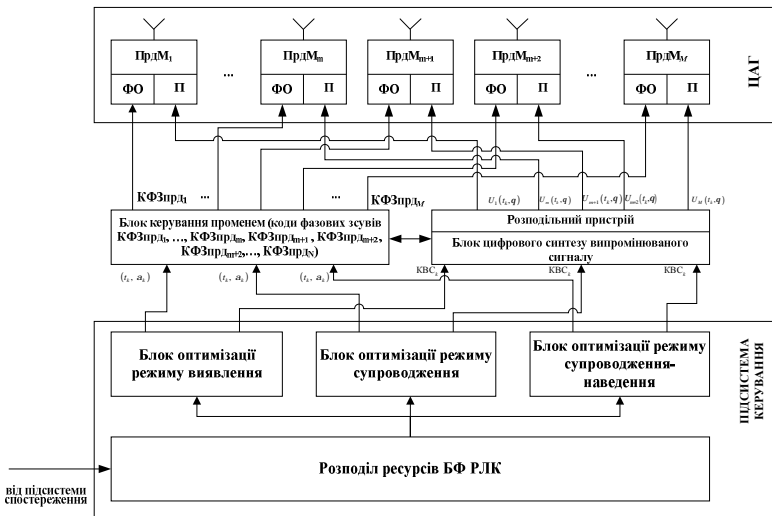 ПрдМ1 ПрдМm ПрдМm+1 ПрдМm+2 ПрдМM
... ...
ФО П ФО П ФО П ФО П ФО П
ЦАГ
КФЗпрд1 ... ... КФЗпрдM
U1(tk,q) Um(tk,q) Um+1(tk,q) Um+2(tk,q) UM(tk,q)
Блок керування променем (коди фазових зсувів
КФЗпрд1, ..., КФЗпрдm, КФЗпрдm+1, КФЗпрдm+2,
КФЗпрдm+2,..., КФЗпрдN)
Розподільний пристрій
Блок цифрового синтезу випромінюваного
сигналу
(tk, ak) (tk, ak) (tk, ak) КВСk КВСk КВСk
Блок оптимізації
режиму виявлення
Блок оптимізації режиму
супроводження
Блок оптимізації режиму
супроводження-
наведення
ПІДСИСТЕМА
КЕРУВАННЯ
Розподіл ресурсів БФ РЛК
від підсистеми
спостереження